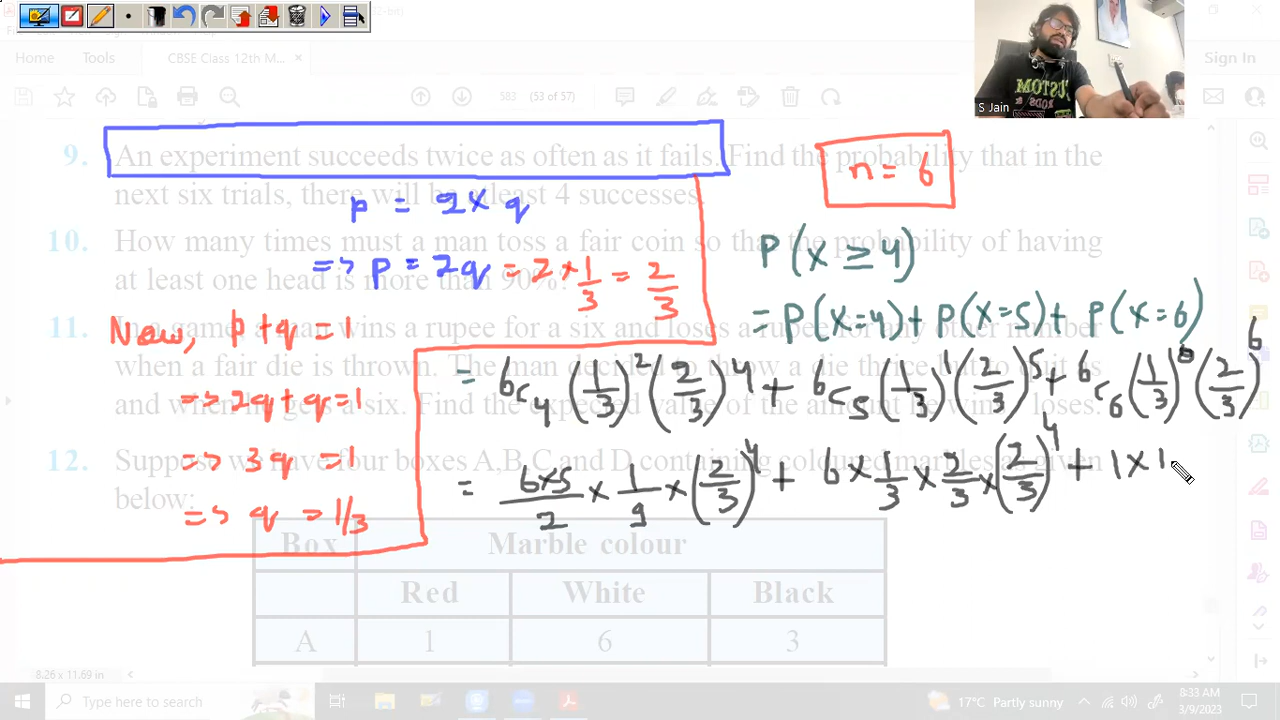 Home Tools CBSE Class 12th M... × Sign In
583 (53 of 57)
S Jain
9. An experiment succeeds twice as often as it fails. Find the probability that in the
next six trials, there will be atleast 4 successes.
n = 6
p = 2 × q
10. How many times must a man toss a fair coin so that the probability of having
at least one head is more than 90%?
=> p = 2q = 2 × 1/3 = 2/3
P(X ≥ 4)
= P(X=4) + P(X=5) + P(X=6)
11. In a game, a man wins a rupee for a six and loses a rupee for any other number
when a fair die is thrown. The man decided to throw a die thrice but to quit as
and when he gets a six. Find the expected value of the amount he wins / loses.
Now, p+q = 1
=> 2q + q = 1
=> 3q = 1
=> q = 1/3
= ⁶C₄ (1/3)² (2/3)⁴ + ⁶C₅ (1/3)¹ (2/3)⁵ + ⁶C₆ (1/3)⁰ (2/3)⁶
= 6×5/2 × 1/9 × (2/3)⁴ + 6 × 1/3 × 2/3 × (2/3)⁴ + 1 × 1
12. Suppose we have four boxes A,B,C and D containing coloured marbles as given
below:
Box Marble colour
Red White Black
A 1 6 3
8.26 x 11.69 in
Type here to search
17°C Partly sunny
8:33 AM
3/9/2023